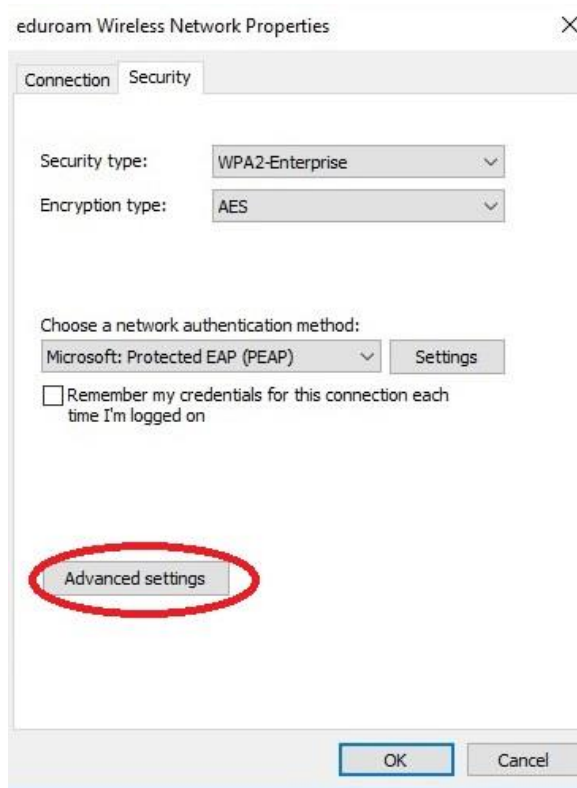 eduroam Wireless Network Properties
Connection Security
Security type: WPA2-Enterprise
Encryption type: AES
Choose a network authentication method:
Microsoft: Protected EAP (PEAP) Settings
Remember my credentials for this connection each
time I'm logged on
Advanced settings
OK Cancel